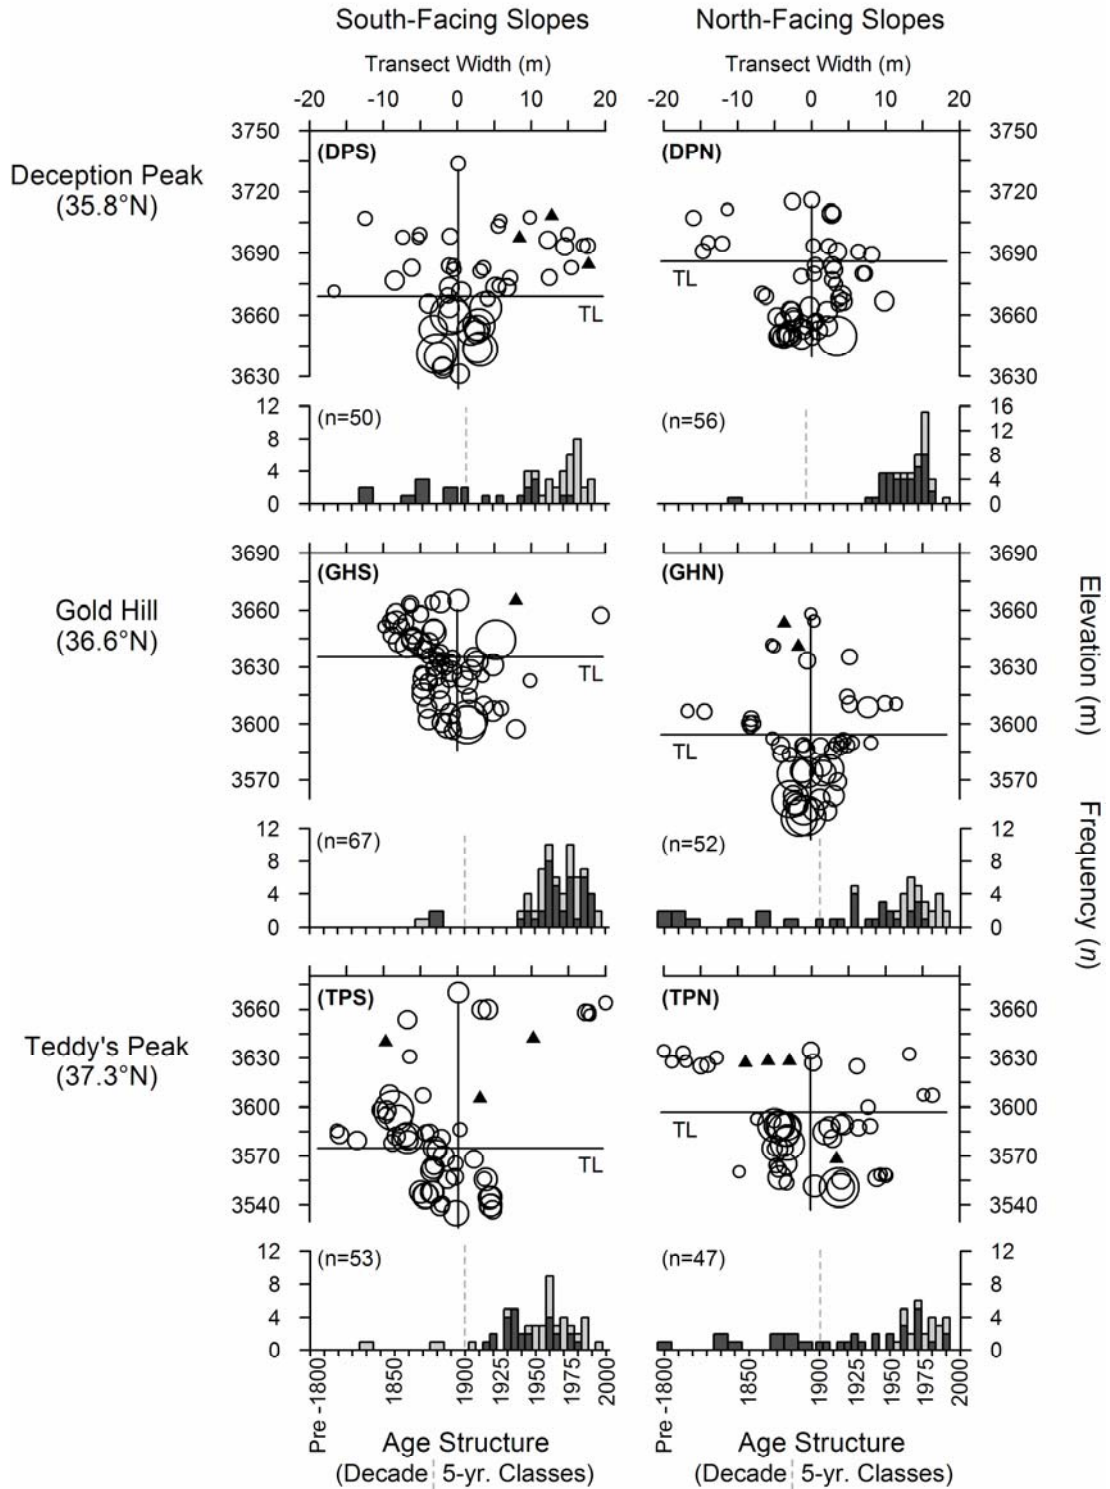 South-Facing Slopes North-Facing Slopes
Transect Width (m) Transect Width (m)
-20 -10 0 10 20 -20 -10 0 10 20
Deception Peak
(35.8°N)
3750 (DPS) (DPN) 3750
3720 3720
3690 3690
TL TL
3660 3660
3630 3630
12 (n=50) (n=56) 16
8 12
4 8
0 4
0
Gold Hill
(36.6°N)
3690 (GHS) (GHN) 3690
3660 3660
3630 3630
TL TL
3600 3600
3570 3570
12 (n=67) (n=52) 12
8 8
4 4
0 0
Teddy's Peak
(37.3°N)
(TPS) (TPN)
3660 3660
3630 3630
3600 3600
TL TL
3570 3570
3540 3540
12 (n=53) (n=47) 12
8 8
4 4
0 0
Elevation (m)
Frequency (n)
Pre -1800 1850 1900 1925 1950 1975 2000 Pre -1800 1850 1900 1925 1950 1975 2000
Age Structure Age Structure
(Decade 5-yr. Classes) (Decade 5-yr. Classes)